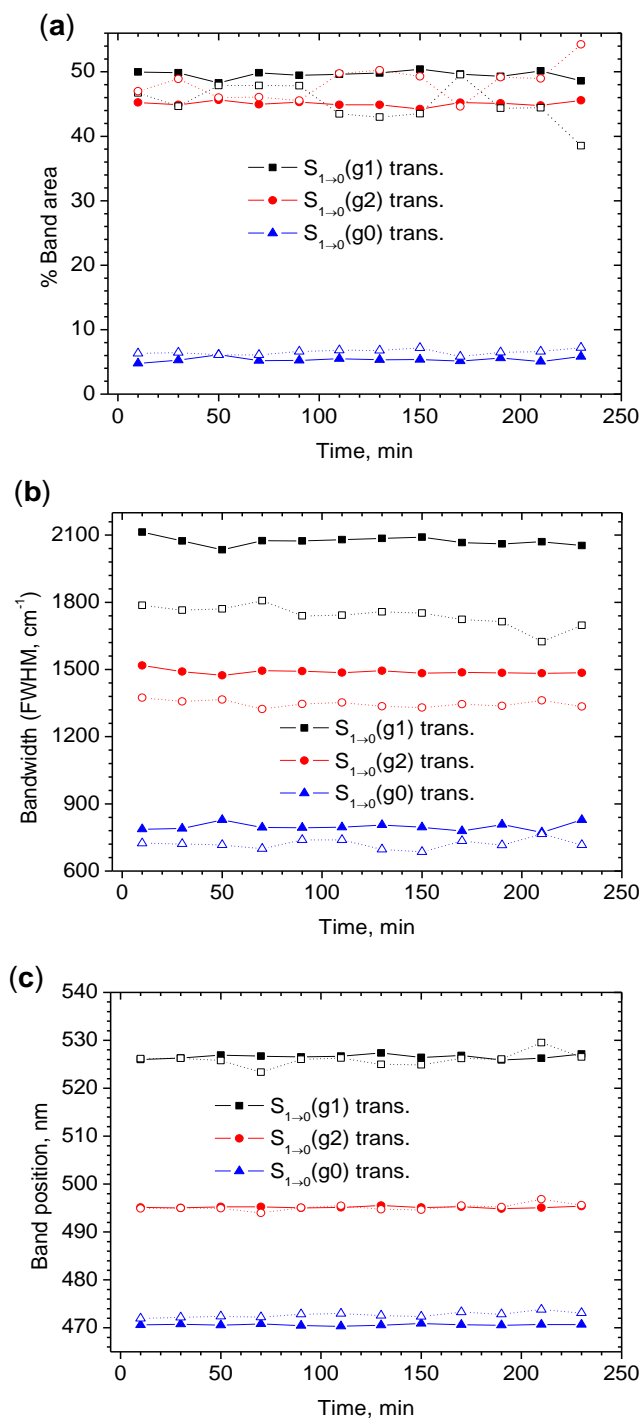 (a)
50
40
30
20
10
0
% Band area
S1→0(g1) trans.
S1→0(g2) trans.
S1→0(g0) trans.
0 50 100 150 200 250
Time, min
(b)
2100
1800
1500
1200
900
600
Bandwidth (FWHM, cm-1)
S1→0(g1) trans.
S1→0(g2) trans.
S1→0(g0) trans.
0 50 100 150 200 250
Time, min
(c)
540
530
520
510
500
490
480
470
Band position, nm
S1→0(g1) trans.
S1→0(g2) trans.
S1→0(g0) trans.
0 50 100 150 200 250
Time, min